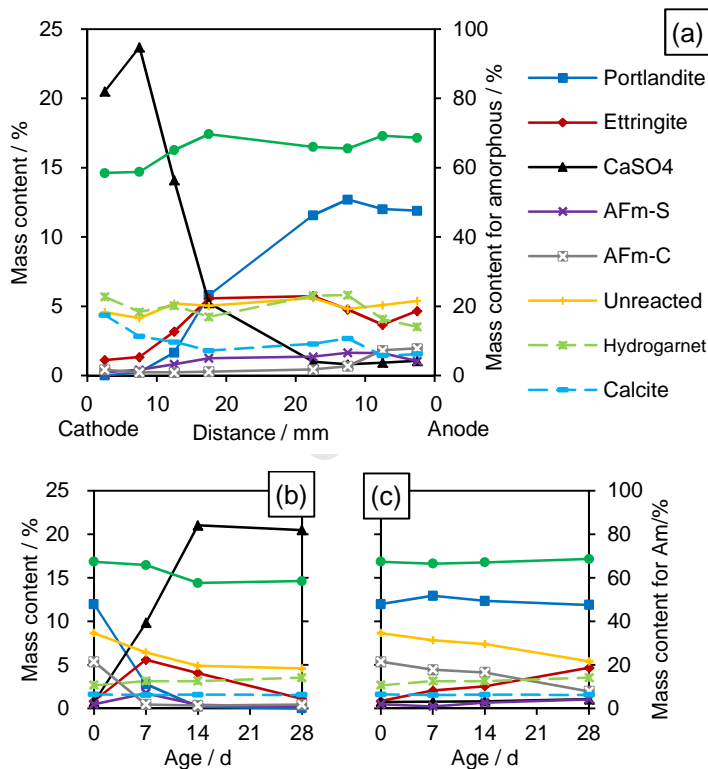 (a)
25
20
15
10
5
0
Mass content / %
100
80
60
40
20
0
Mass content for amorphous / %
0 10 20 20 10 0
Cathode Distance / mm Anode
Portlandite
Ettringite
CaSO4
AFm-S
AFm-C
Unreacted
Hydrogarnet
Calcite
(b)
25
20
15
10
5
0
Mass content / %
0 7 14 21 28
Age / d
(c)
100
80
60
40
20
0
Mass content for Am/%
0 7 14 21 28
Age / d